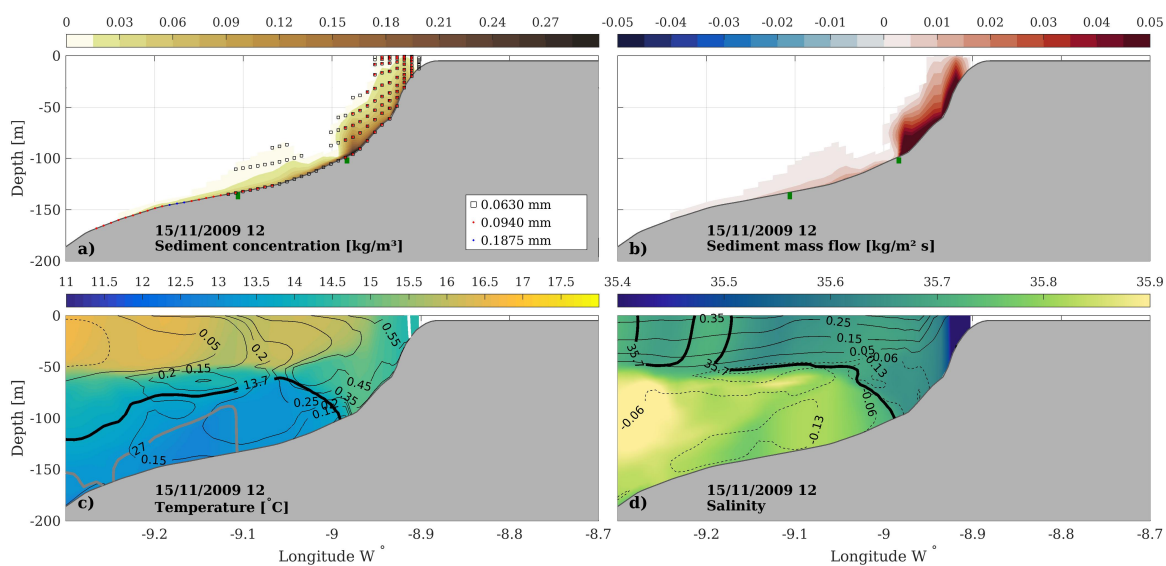 0 0.03 0.06 0.09 0.12 0.15 0.18 0.21 0.24 0.27
-0.05 -0.04 -0.03 -0.02 -0.01 0 0.01 0.02 0.03 0.04 0.05
0
-50
-100
-150
-200
Depth [m]
0.0630 mm
0.0940 mm
0.1875 mm
15/11/2009 12
a) Sediment concentration [kg/m³]
15/11/2009 12
b) Sediment mass flow [kg/m² s]
11 11.5 12 12.5 13 13.5 14 14.5 15 15.5 16 16.5 17 17.5
35.4 35.5 35.6 35.7 35.8 35.9
0
-50
-100
-150
-200
Depth [m]
0.05
0.2
0.55
0.2
0.15
13.7
0.45
0.35
0.25
0.2
27
0.15
15/11/2009 12
c) Temperature [˚C]
-9.2 -9.1 -9 -8.9 -8.8 -8.7
Longitude W ˚
0.35
0.25
0.15
0.05
-0.06
-0.13
35.7
35.7
-0.06
-0.06
-0.13
15/11/2009 12
d) Salinity
-9.2 -9.1 -9 -8.9 -8.8 -8.7
Longitude W ˚